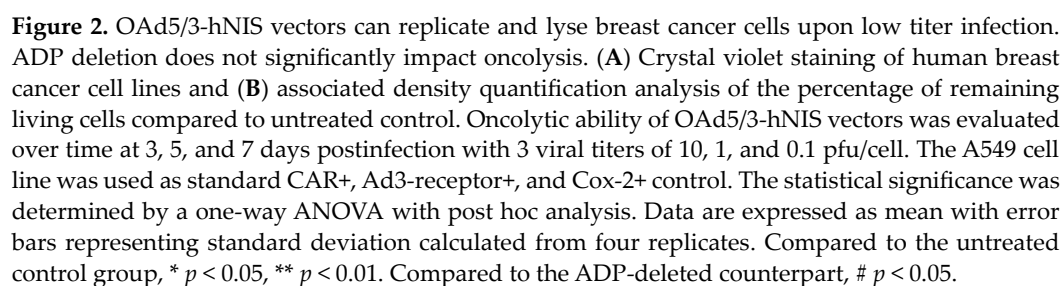 Figure 2. OAd5/3-hNIS vectors can replicate and lyse breast cancer cells upon low titer infection.
ADP deletion does not significantly impact oncolysis. (A) Crystal violet staining of human breast
cancer cell lines and (B) associated density quantification analysis of the percentage of remaining
living cells compared to untreated control. Oncolytic ability of OAd5/3-hNIS vectors was evaluated
over time at 3, 5, and 7 days postinfection with 3 viral titers of 10, 1, and 0.1 pfu/cell. The A549 cell
line was used as standard CAR+, Ad3-receptor+, and Cox-2+ control. The statistical significance was
determined by a one-way ANOVA with post hoc analysis. Data are expressed as mean with error
bars representing standard deviation calculated from four replicates. Compared to the untreated
control group, * p < 0.05, ** p < 0.01. Compared to the ADP-deleted counterpart, # p < 0.05.